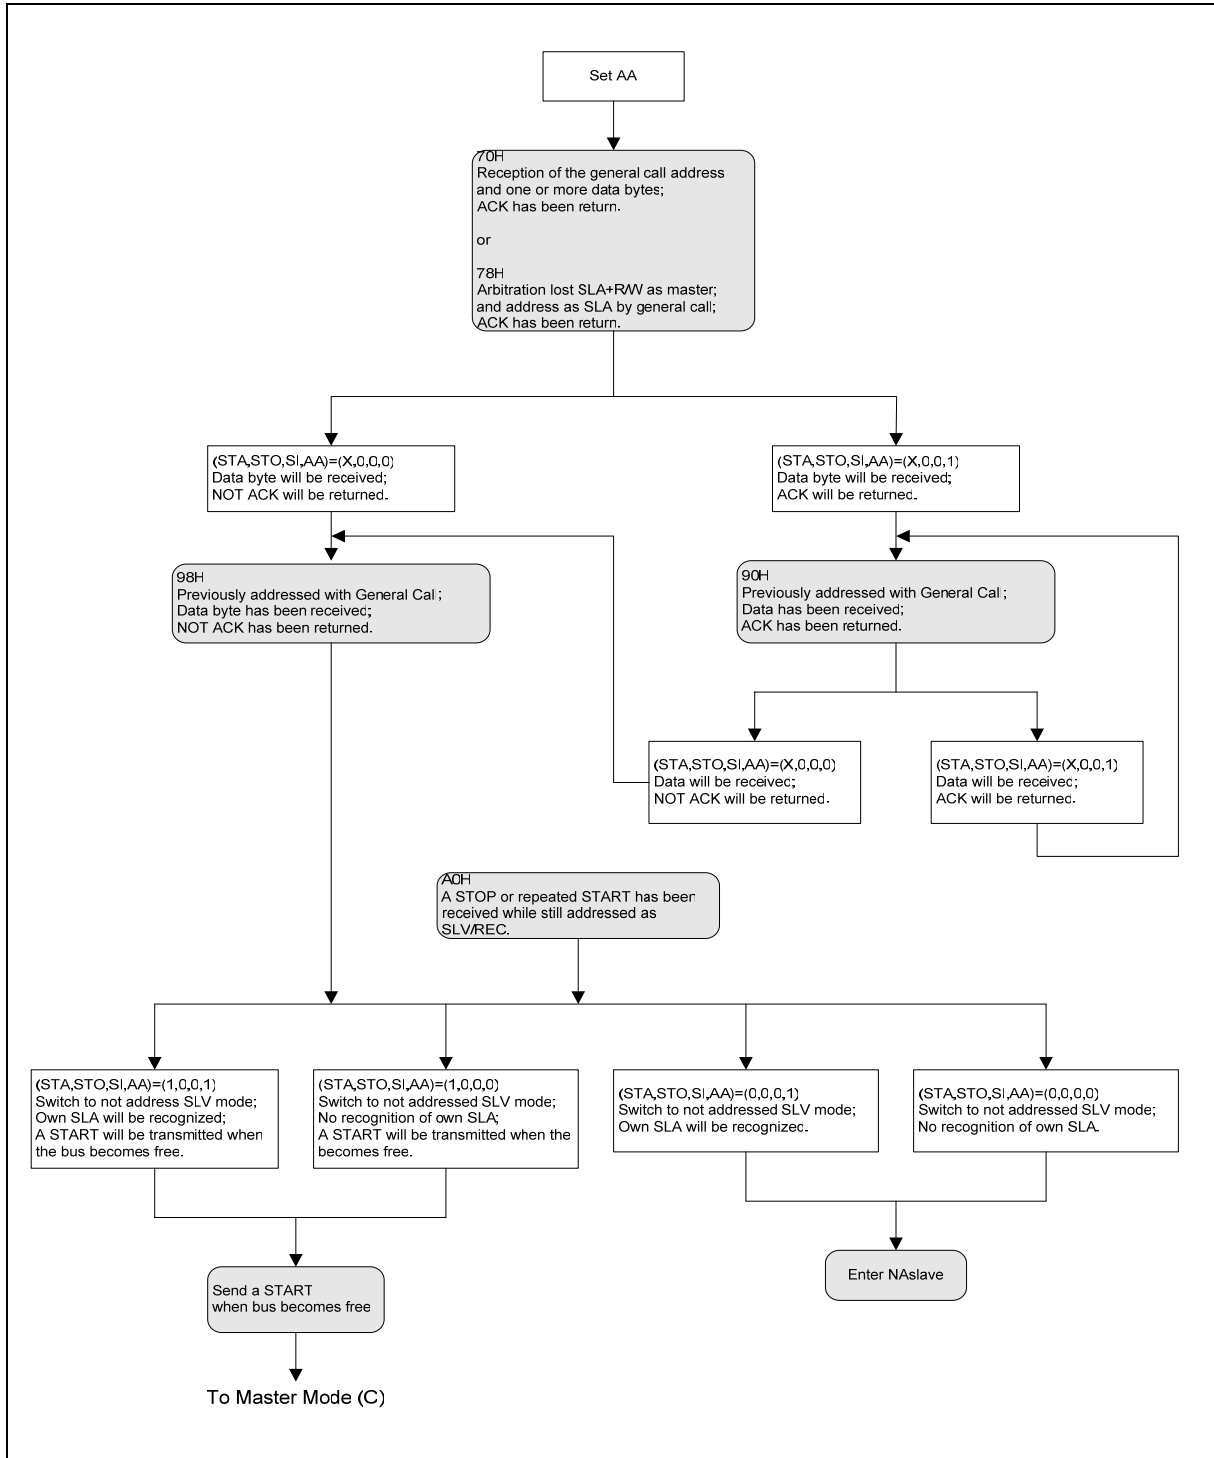 Set AA
70H
Reception of the general call address
and one or more data bytes;
ACK has been return.
or
78H
Arbitration lost SLA+R/W as master;
and address as SLA by general call;
ACK has been return.
(STA,STO,SI,AA)=(X,0,0,0)
Data byte will be received;
NOT ACK will be returned.
(STA,STO,SI,AA)=(X,0,0,1)
Data byte will be received;
ACK will be returned.
98H
Previously addressed with General Call;
Data byte has been received;
NOT ACK has been returned.
90H
Previously addressed with General Call;
Data has been received;
ACK has been returned.
(STA,STO,SI,AA)=(X,0,0,0)
Data will be received;
NOT ACK will be returned.
(STA,STO,SI,AA)=(X,0,0,1)
Data will be received;
ACK will be returned.
A0H
A STOP or repeated START has been
received while still addressed as
SLV/REC.
(STA,STO,SI,AA)=(1,0,0,1)
Switch to not address SLV mode;
Own SLA will be recognized;
A START will be transmitted when
the bus becomes free.
(STA,STO,SI,AA)=(1,0,0,0)
Switch to not addressed SLV mode;
No recognition of own SLA;
A START will be transmitted when the
becomes free.
(STA,STO,SI,AA)=(0,0,0,1)
Switch to not addressed SLV mode;
Own SLA will be recognized.
(STA,STO,SI,AA)=(0,0,0,0)
Switch to not addressed SLV mode;
No recognition of own SLA.
Send a START
when bus becomes free
Enter NAslave
To Master Mode (C)